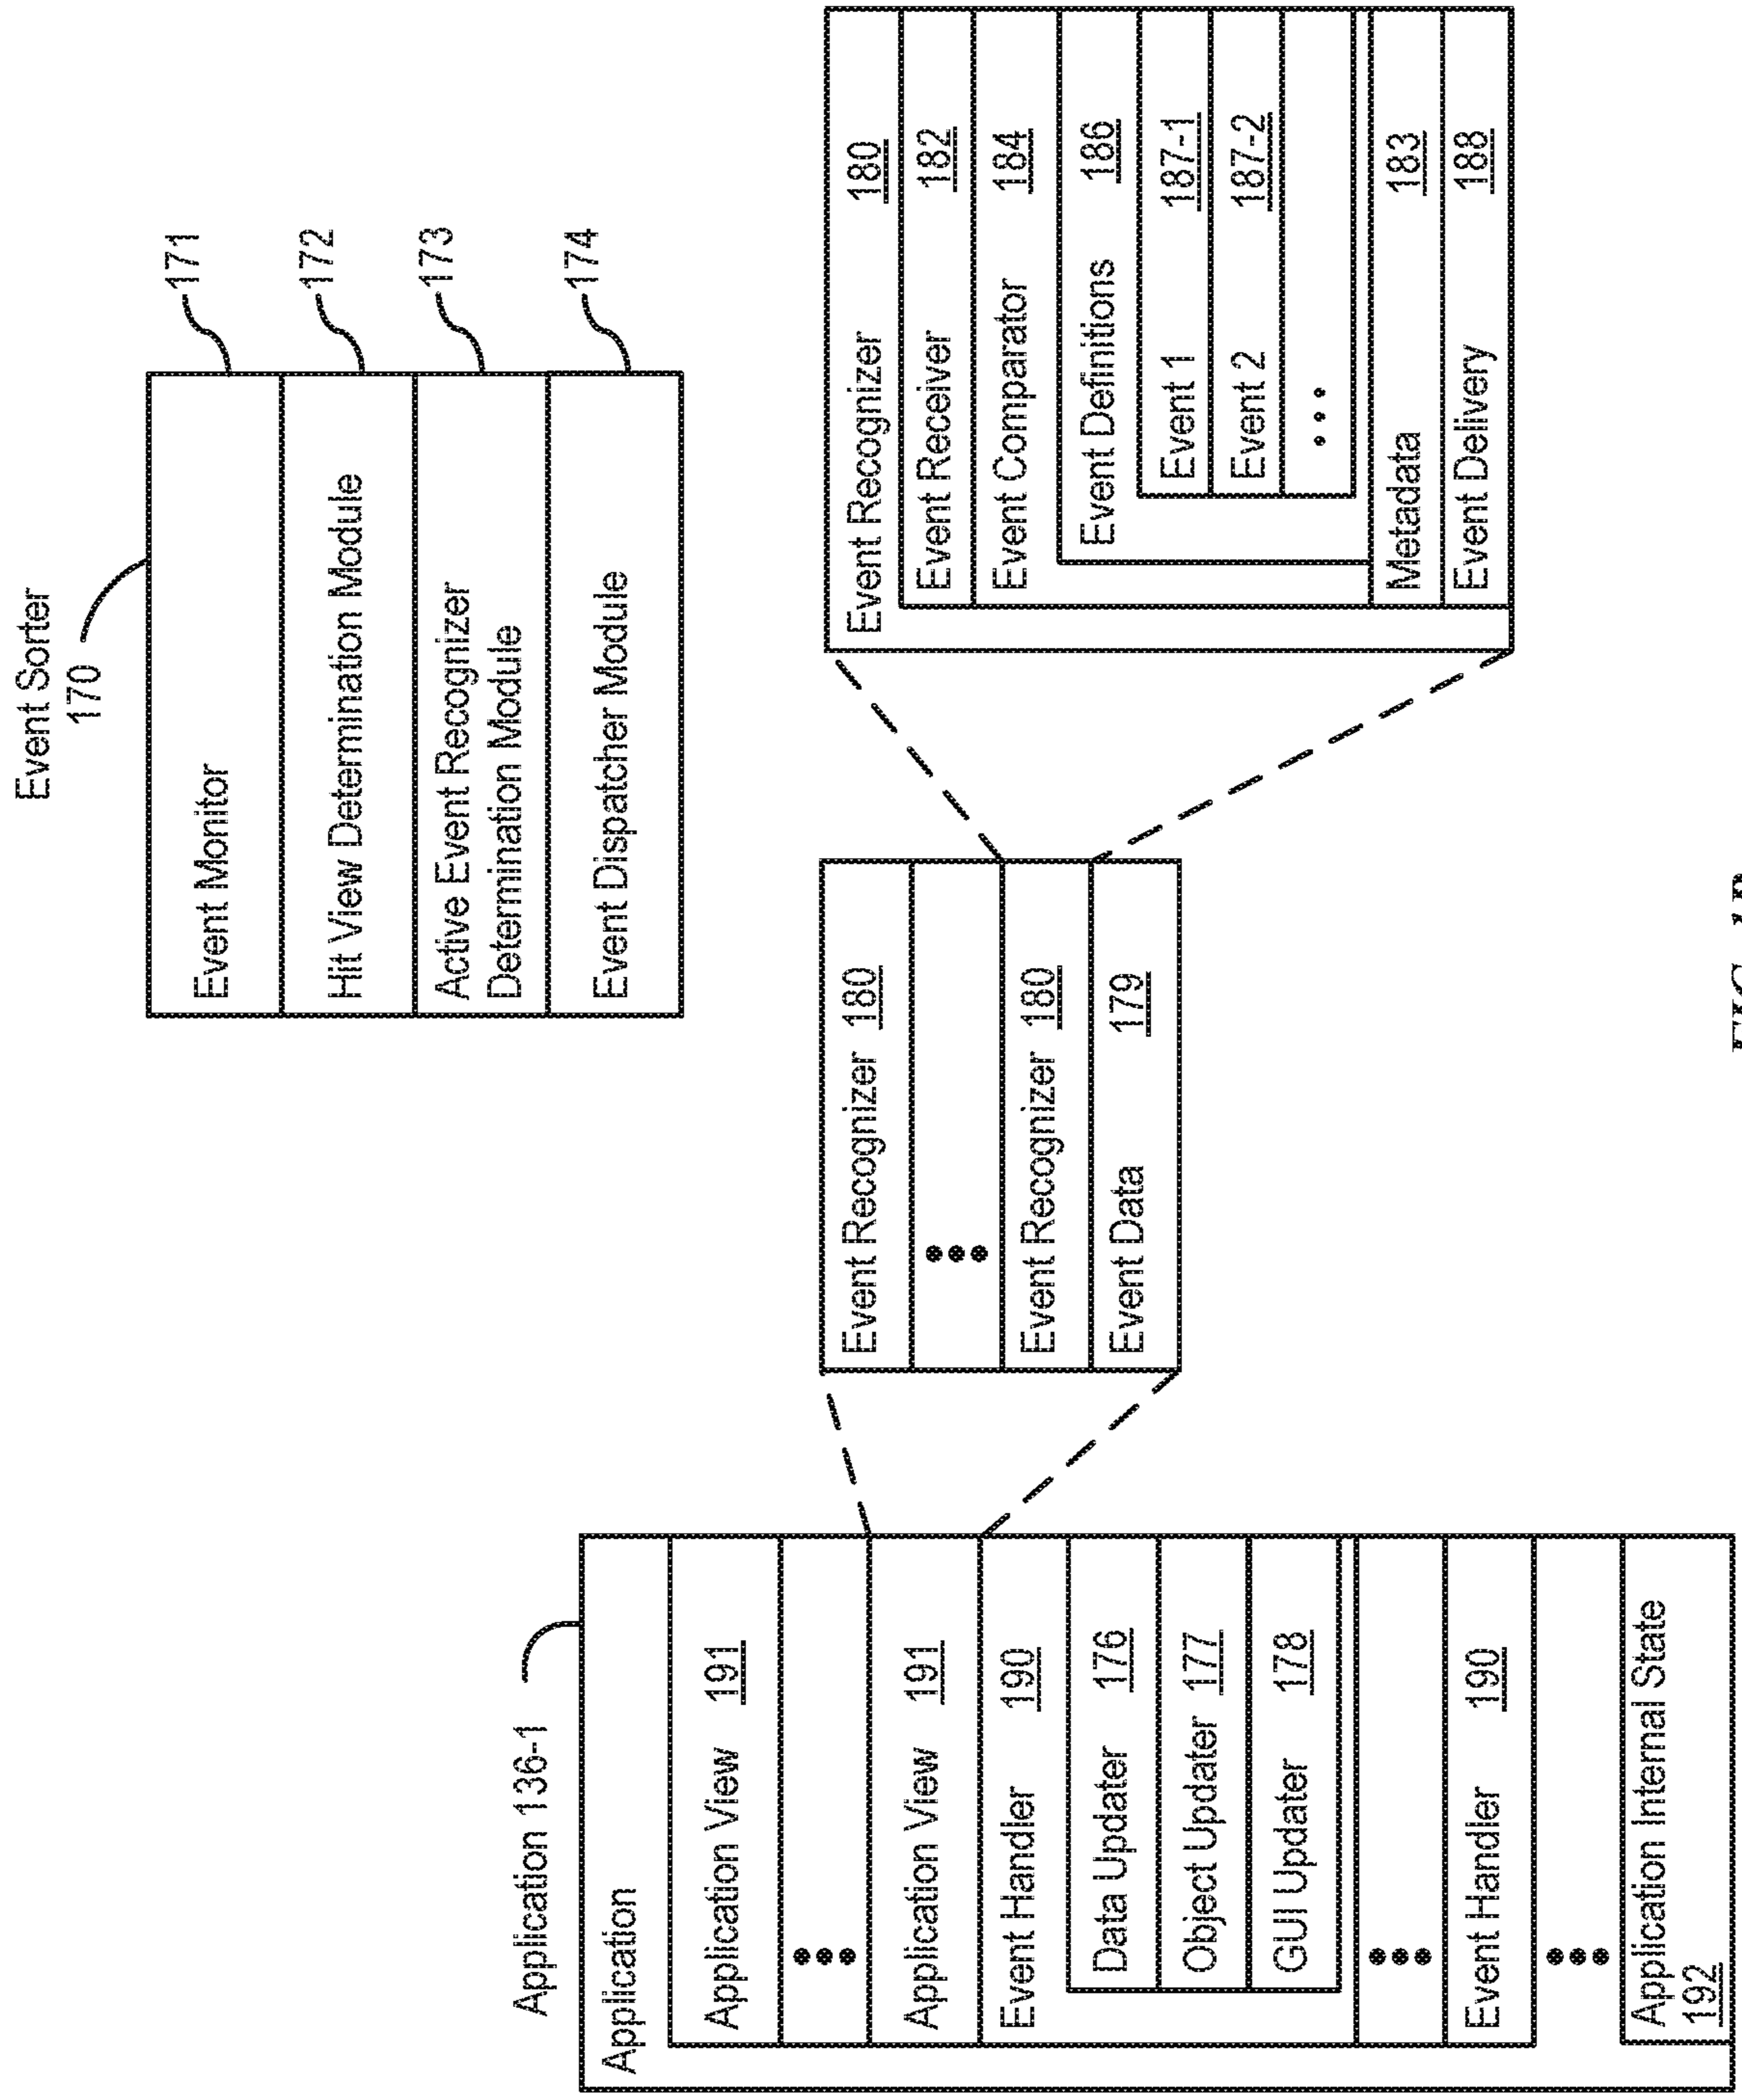 Event Sorter
170
Event Monitor
171
Hit View Determination Module
172
Active Event Recognizer
Determination Module
173
Event Dispatcher Module
174
Application 136-1
Application
Application View 191
Application View 191
Event Handler 190
Data Updater 176
Object Updater 177
GUI Updater 178
Event Handler 190
Application Internal State
192
Event Recognizer 180
Event Recognizer 180
Event Data 179
Event Recognizer 180
Event Receiver 182
Event Comparator 184
Event Definitions 186
Event 1 187-1
Event 2 187-2
Metadata 183
Event Delivery 188